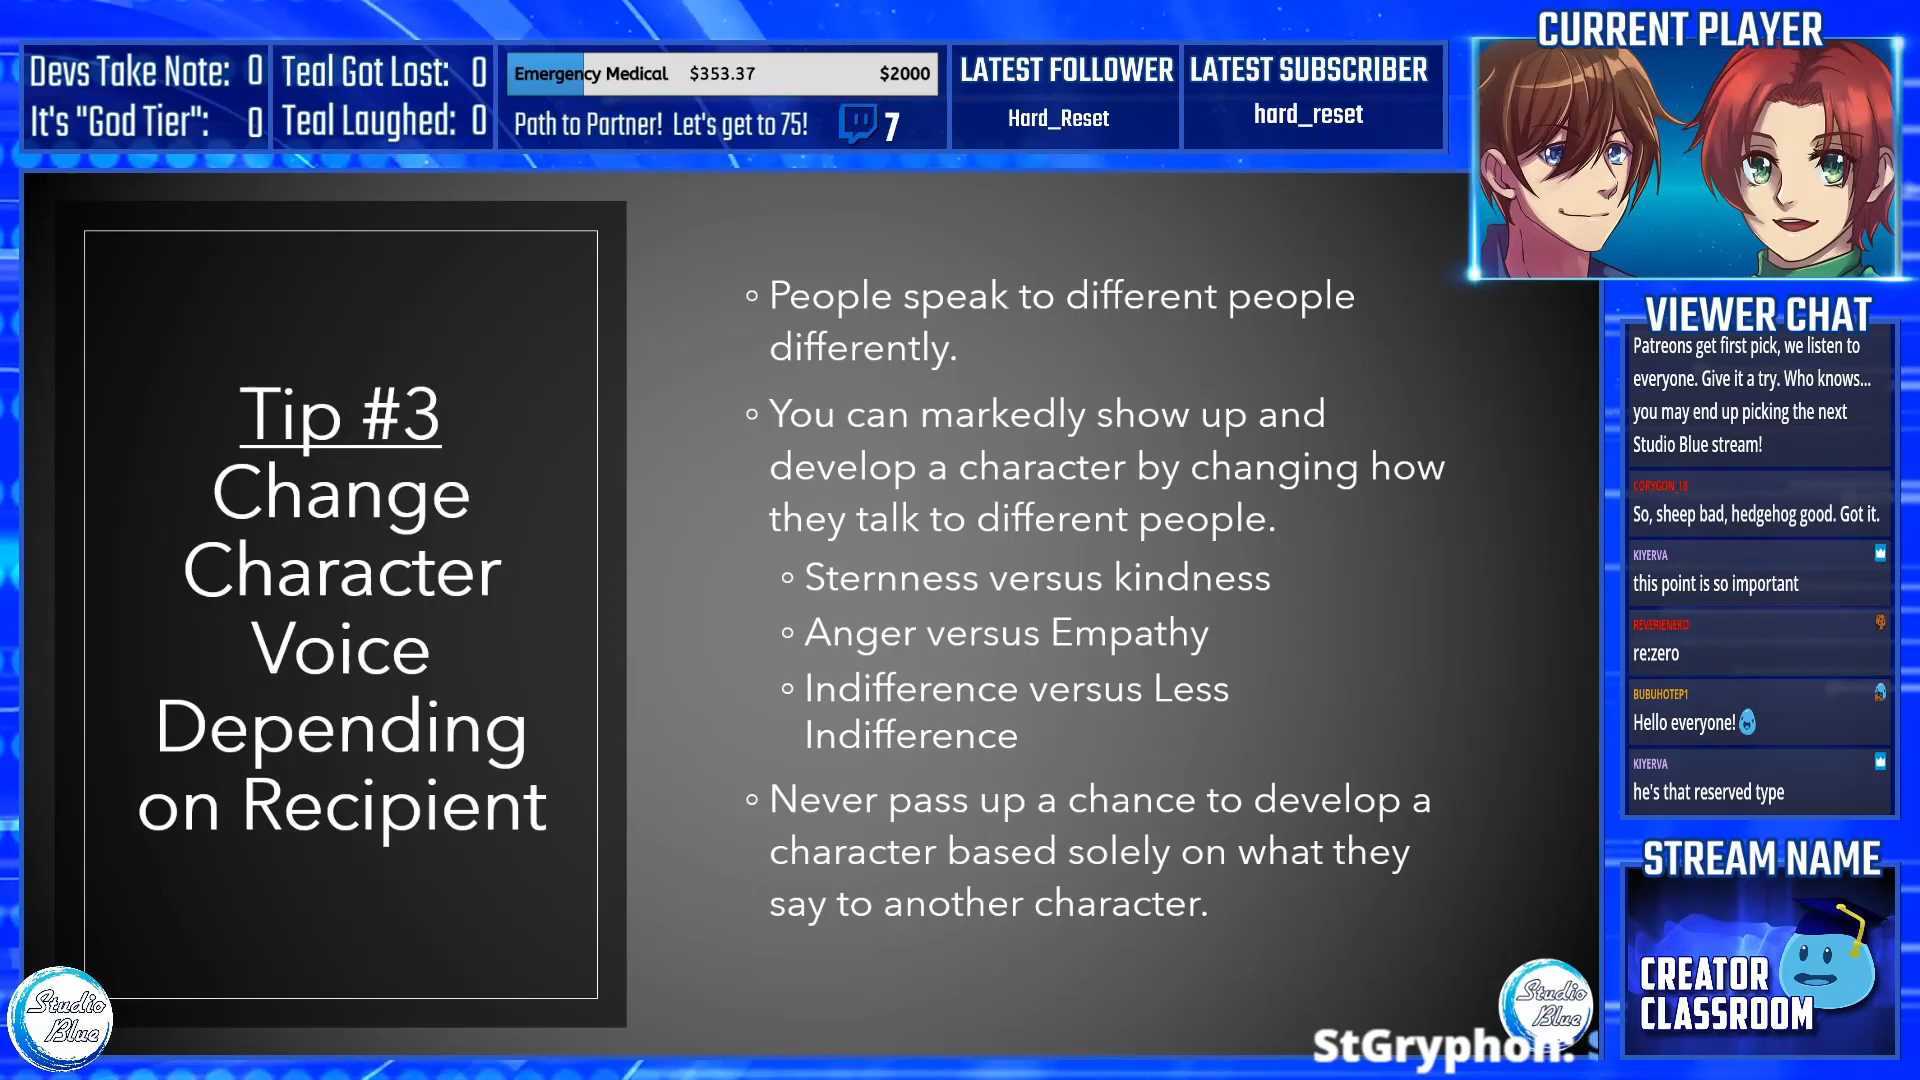 Devs Take Note: 0
It's "God Tier": 0
Teal Got Lost: 0
Teal Laughed: 0
Emergency Medical $353.37 $2000
Path to Partner! Let's get to 75! 7
LATEST FOLLOWER
Hard_Reset
LATEST SUBSCRIBER
hard_reset
CURRENT PLAYER
Tip #3
Change
Character
Voice
Depending
on Recipient
People speak to different people
differently.
You can markedly show up and
develop a character by changing how
they talk to different people.
Sternness versus kindness
Anger versus Empathy
Indifference versus Less
Indifference
Never pass up a chance to develop a
character based solely on what they
say to another character.
VIEWER CHAT
Patreons get first pick, we listen to
everyone. Give it a try. Who knows...
you may end up picking the next
Studio Blue stream!
CORYGON_18
So, sheep bad, hedgehog good. Got it.
KIYERVA
this point is so important
REVERIENEKO
re:zero
BUBUHOTEP1
Hello everyone!
KIYERVA
he's that reserved type
STREAM NAME
CREATOR
CLASSROOM
Studio
Blue
Studio
Blue
StGryphon: